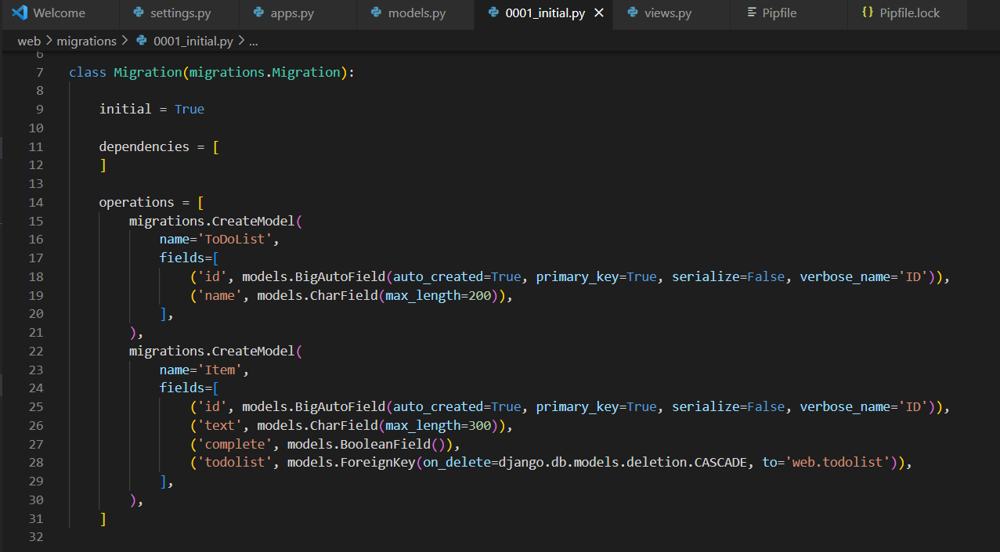 Welcome settings.py apps.py models.py 0001_initial.py views.py Pipfile {} Pipfile.lock
web > migrations > 0001_initial.py > ...
6
7 class Migration(migrations.Migration):
8
9 initial = True
10
11 dependencies = [
12 ]
13
14 operations = [
15 migrations.CreateModel(
16 name='ToDoList',
17 fields=[
18 ('id', models.BigAutoField(auto_created=True, primary_key=True, serialize=False, verbose_name='ID')),
19 ('name', models.CharField(max_length=200)),
20 ],
21 ),
22 migrations.CreateModel(
23 name='Item',
24 fields=[
25 ('id', models.BigAutoField(auto_created=True, primary_key=True, serialize=False, verbose_name='ID')),
26 ('text', models.CharField(max_length=300)),
27 ('complete', models.BooleanField()),
28 ('todolist', models.ForeignKey(on_delete=django.db.models.deletion.CASCADE, to='web.todolist')),
29 ],
30 ),
31 ]
32